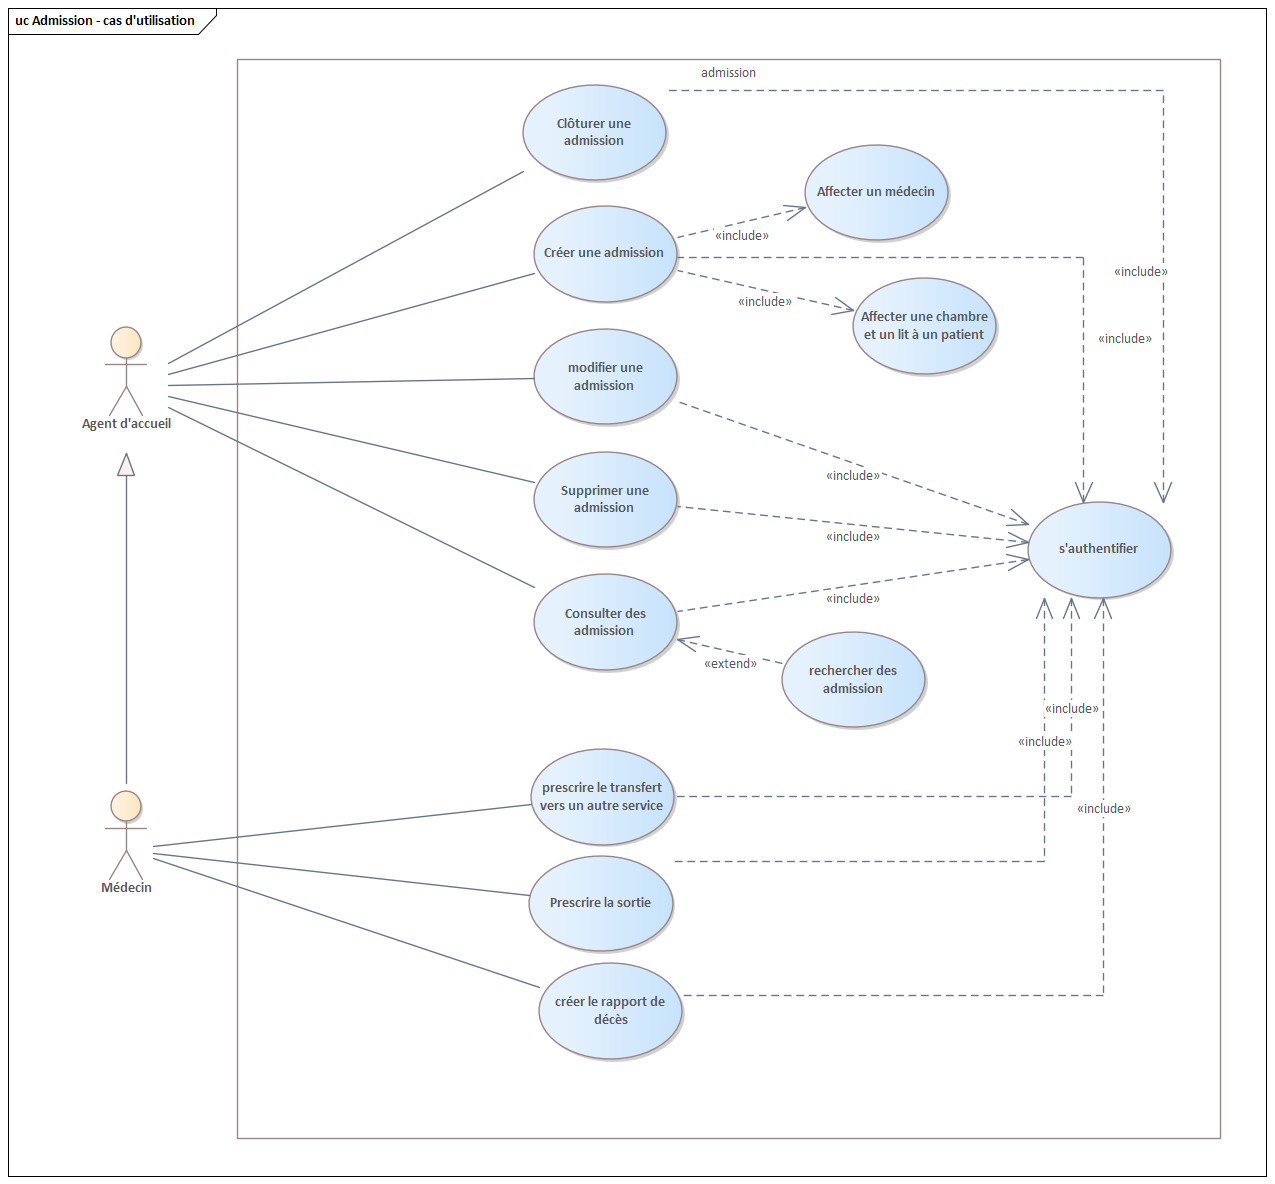 uc Admission - cas d'utilisation
admission
Clôturer une
admission
Affecter un médecin
«include»
Créer une admission
«include»
«include»
Affecter une chambre
et un lit à un patient
«include»
modifier une
admission
Agent d'accueil
«include»
Supprimer une
admission
«include»
s'authentifier
«include»
Consulter des
admission
«extend»
rechercher des
admission
«include»
«include»
prescrire le transfert
vers un autre service
«include»
Médecin
Prescrire la sortie
créer le rapport de
décès